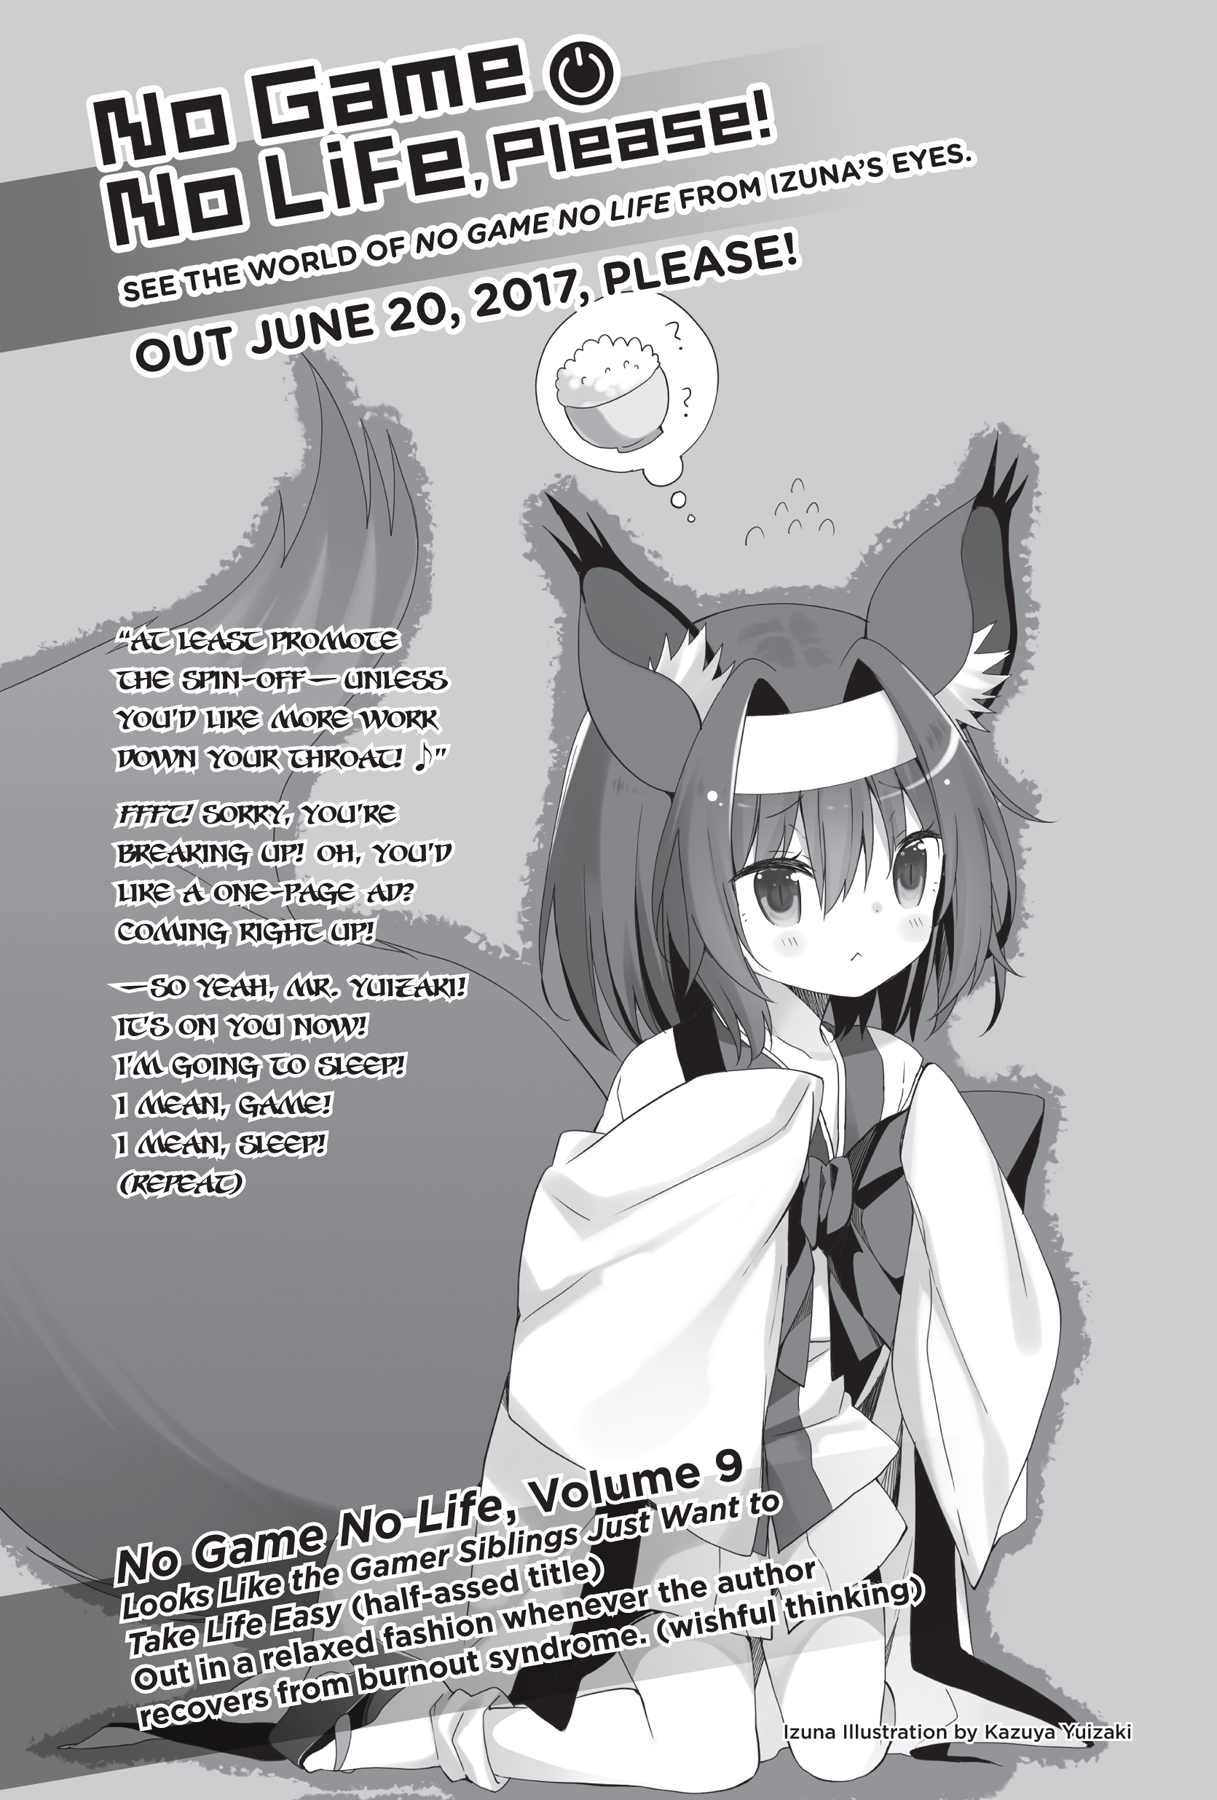 No Game
No Life, Please!
SEE THE WORLD OF NO GAME NO LIFE FROM IZUNA'S EYES.
OUT JUNE 20, 2017, PLEASE!
?
?
"AT LEAST PROMOTE
THE SPIN-OFF—UNLESS
YOU'D LIKE MORE WORK
DOWN YOUR THROAT! ♪"
FFFT! SORRY, YOU'RE
BREAKING UP! OH, YOU'D
LIKE A ONE-PAGE AD?
COMING RIGHT UP!
—SO YEAH, MR. YUIZAKI!
IT'S ON YOU NOW!
I'M GOING TO SLEEP!
I MEAN, GAME!
I MEAN, SLEEP!
(REPEAT)
No Game No Life, Volume 9
Looks Like the Gamer Siblings Just Want to
Take Life Easy (half-assed title)
Out in a relaxed fashion whenever the author
recovers from burnout syndrome. (wishful thinking)
Izuna Illustration by Kazuya Yuizaki